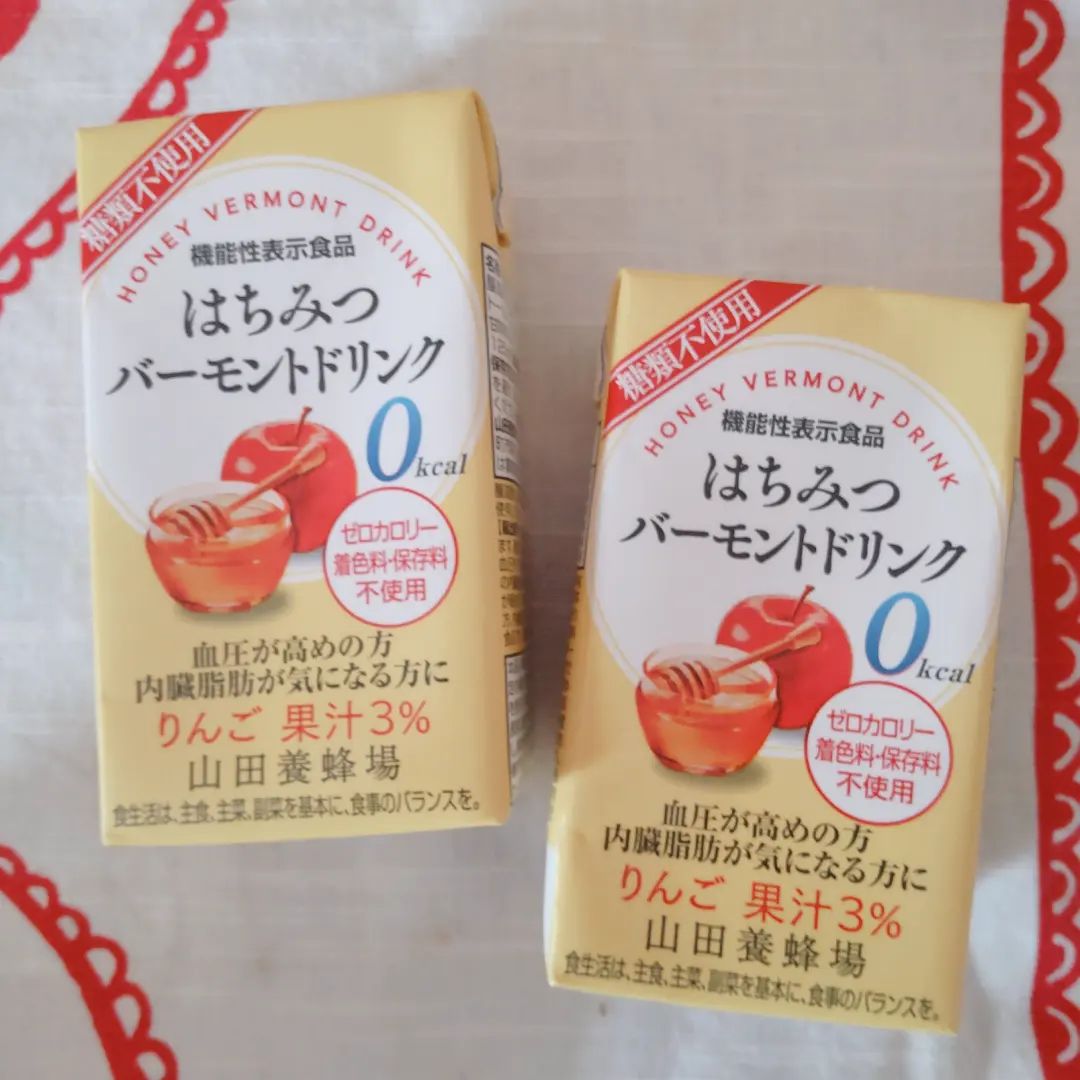 糖類不使用
HONEY VERMONT DRINK
機能性表示食品
はちみつ
バーモントドリンク
0kcal
ゼロカロリー
着色料・保存料
不使用
血圧が高めの方
内臓脂肪が気になる方に
りんご 果汁3%
山田養蜂場
食生活は、主食、主菜、副菜を基本に、食事のバランスを。
糖類不使用
HONEY VERMONT DRINK
機能性表示食品
はちみつ
バーモントドリンク
0kcal
ゼロカロリー
着色料・保存料
不使用
血圧が高めの方
内臓脂肪が気になる方に
りんご 果汁3%
山田養蜂場
食生活は、主食、主菜、副菜を基本に、食事のバランスを。